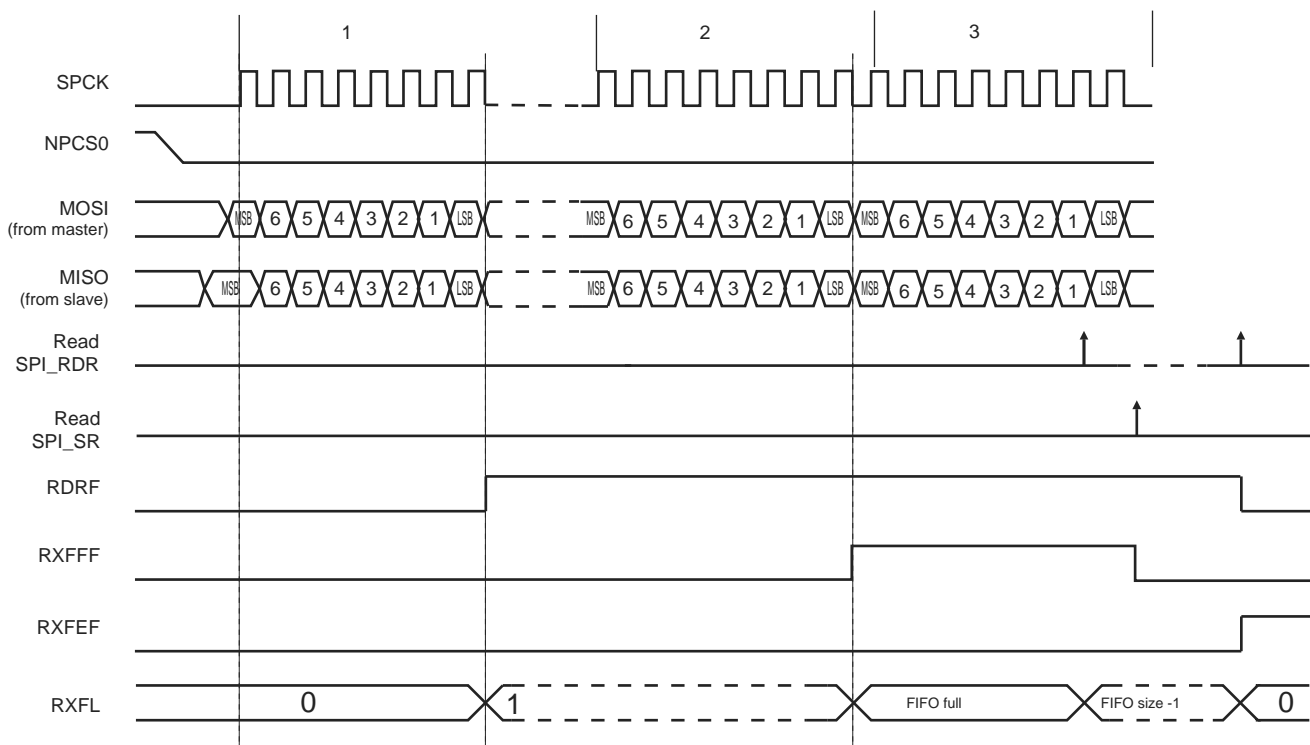 1 2 3
SPCK
NPCS0
MOSI
(from master)
MSB 6 5 4 3 2 1 LSB MSB 6 5 4 3 2 1 LSB MSB 6 5 4 3 2 1 LSB
MISO
(from slave)
MSB 6 5 4 3 2 1 LSB MSB 6 5 4 3 2 1 LSB MSB 6 5 4 3 2 1 LSB
Read
SPI_RDR
Read
SPI_SR
RDRF
RXFFF
RXFEF
RXFL 0 1 FIFO full FIFO size -1 0